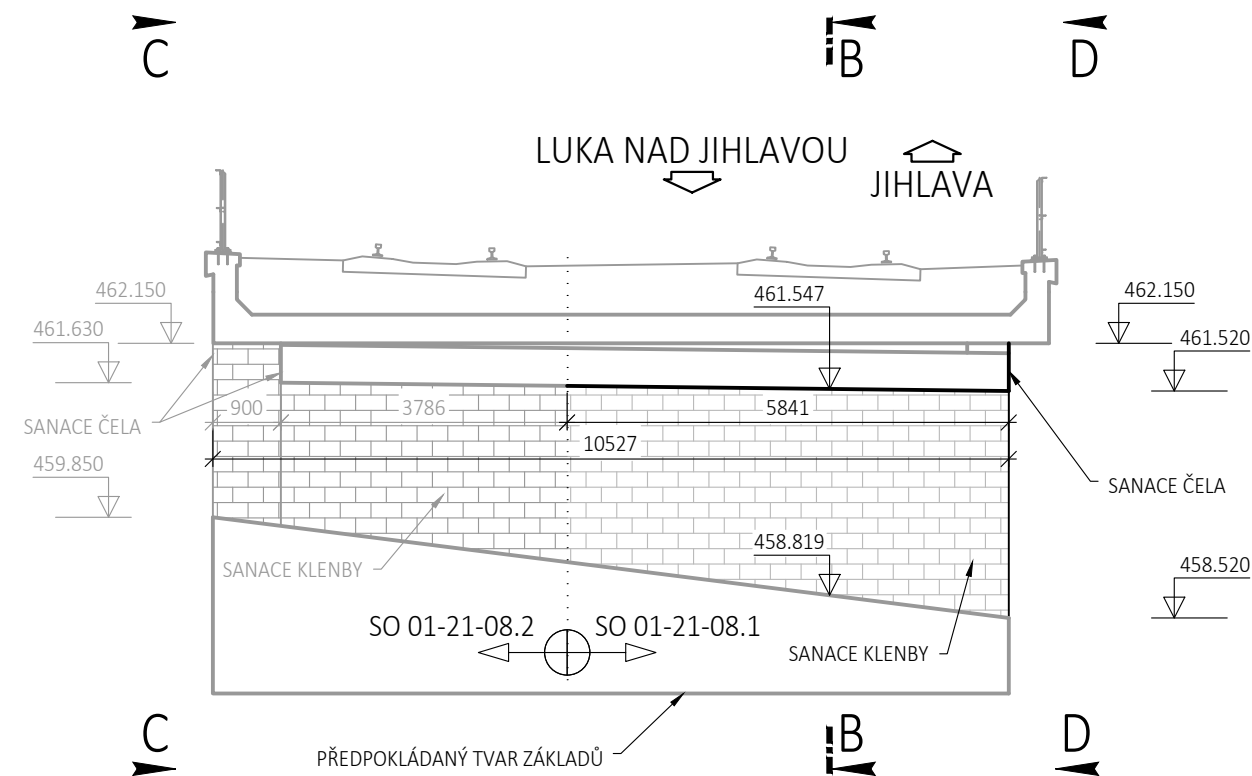 C
B
D
LUKA NAD JIHLAVOU
JIHLAVA
462.150
461.547
462.150
461.630
461.520
900
3786
5841
SANACE ČELA
10527
459.850
SANACE ČELA
458.819
458.520
SANACE KLENBY
SO 01-21-08.2
SO 01-21-08.1
SANACE KLENBY
C
B
D
PŘEDPOKLÁDANÝ TVAR ZÁKLADŮ